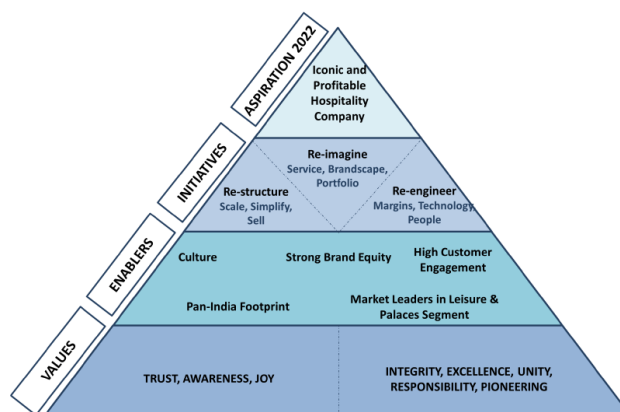 ASPIRATION 2022
Iconic and
Profitable
Hospitality
Company
INITIATIVES
Re-imagine
Service, Brandscape,
Portfolio
Re-structure
Scale, Simplify,
Sell
Re-engineer
Margins, Technology,
People
ENABLERS
Culture
Strong Brand Equity
High Customer
Engagement
Pan-India Footprint
Market Leaders in Leisure &
Palaces Segment
VALUES
TRUST, AWARENESS, JOY
INTEGRITY, EXCELLENCE, UNITY,
RESPONSIBILITY, PIONEERING